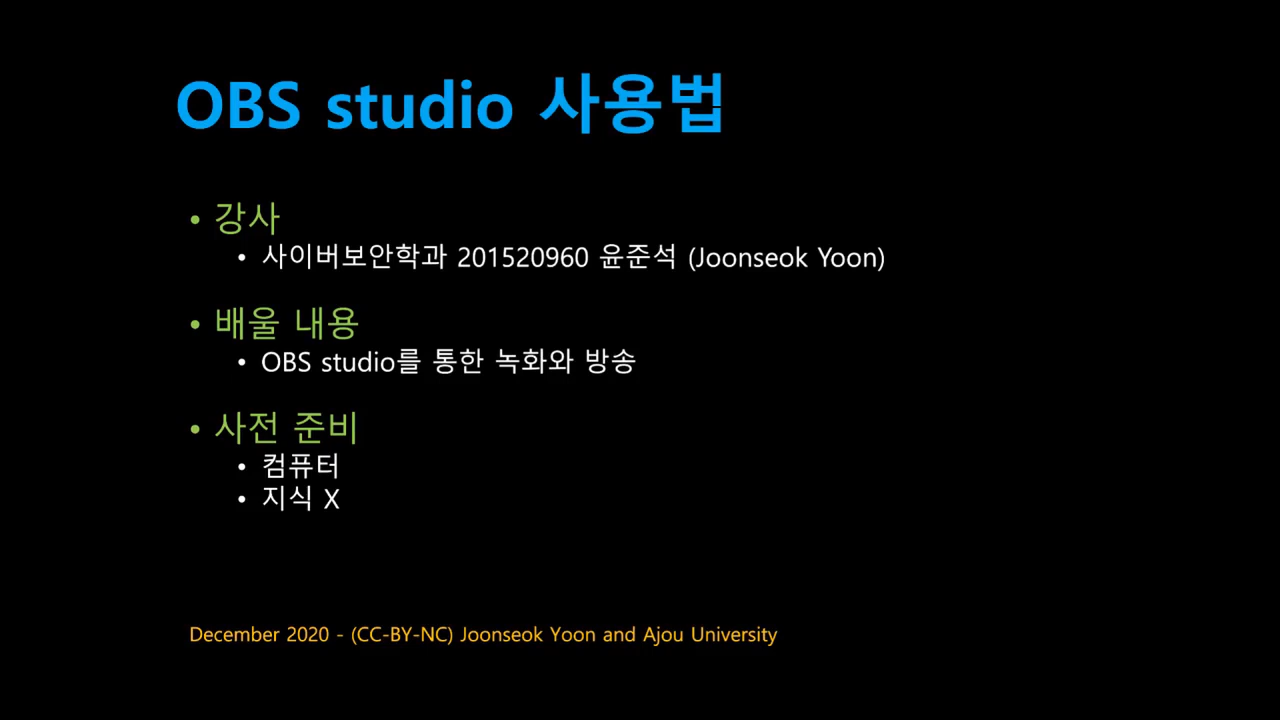 OBS studio 사용법
• 강사
• 사이버보안학과 201520960 윤준석 (Joonseok Yoon)
• 배울 내용
• OBS studio를 통한 녹화와 방송
• 사전 준비
• 컴퓨터
• 지식 X
December 2020 - (CC-BY-NC) Joonseok Yoon and Ajou University